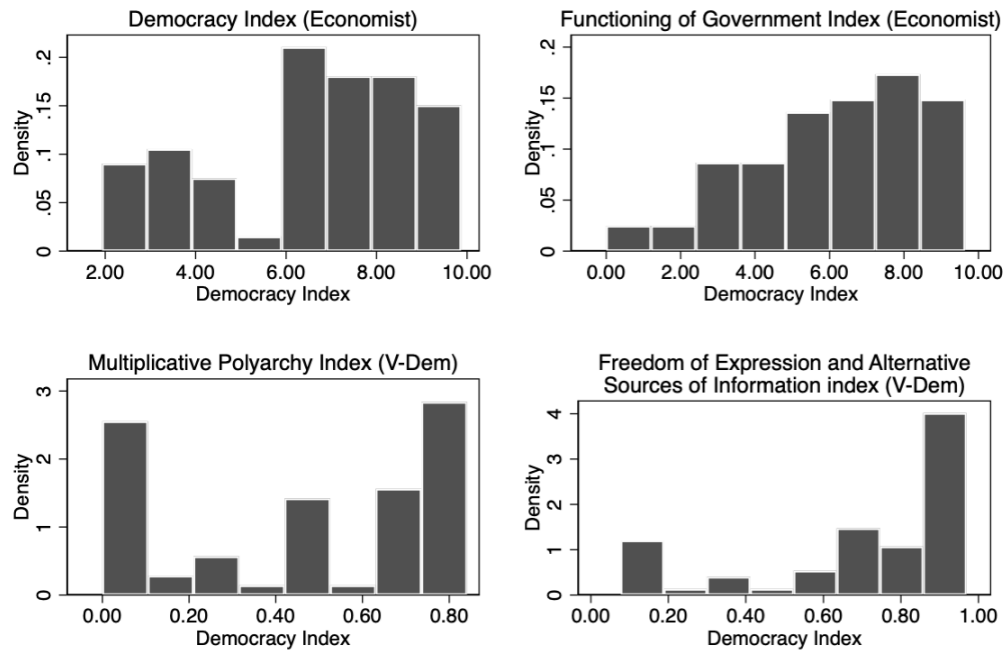 Democracy Index (Economist)
.2
.15
.1
.05
0
Density
2.00 4.00 6.00 8.00 10.00
Democracy Index
Functioning of Government Index (Economist)
.2
.15
.1
.05
0
Density
0.00 2.00 4.00 6.00 8.00 10.00
Democracy Index
Multiplicative Polyarchy Index (V-Dem)
3
2
1
0
Density
0.00 0.20 0.40 0.60 0.80
Democracy Index
Freedom of Expression and Alternative
Sources of Information index (V-Dem)
4
3
2
1
0
Density
0.00 0.20 0.40 0.60 0.80 1.00
Democracy Index